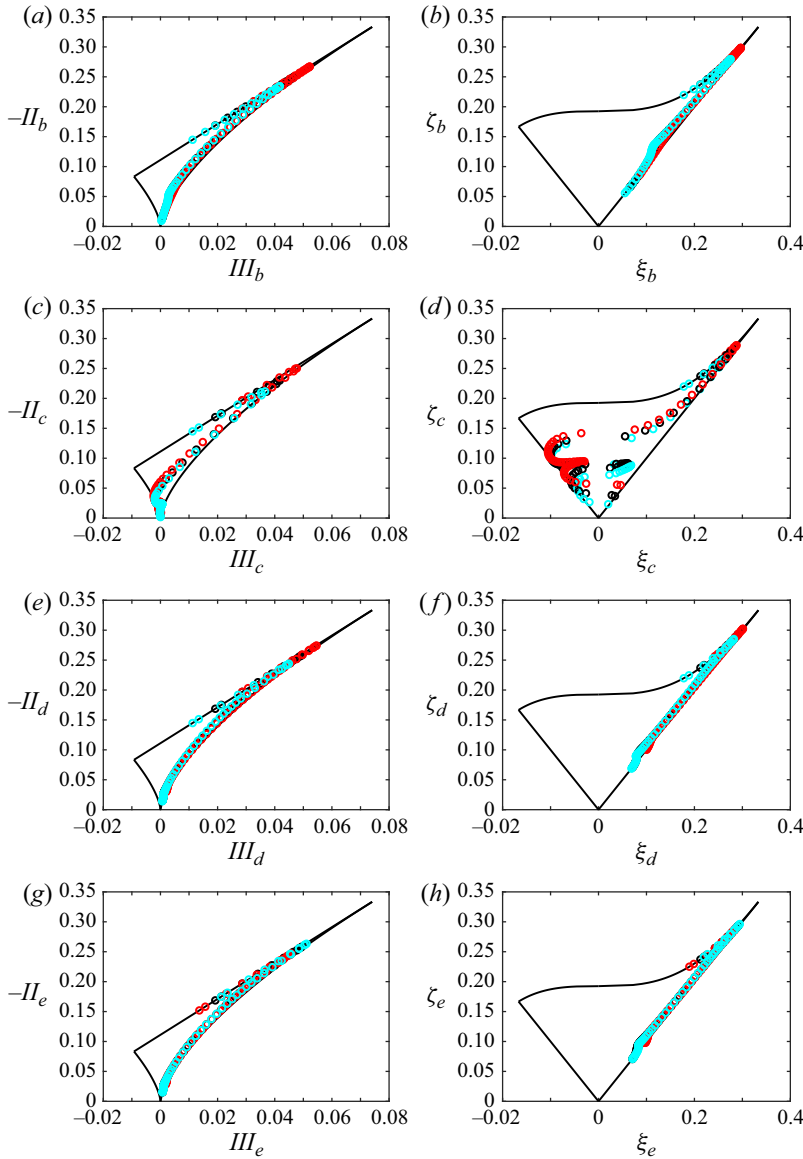 (a) (b)
0.35 0.35
0.30 0.30
0.25 0.25
–II_b 0.20 ζ_b 0.20
0.15 0.15
0.10 0.10
0.05 0.05
0 0
–0.02 0 0.02 0.04 0.06 0.08 –0.02 0 0.2 0.4
III_b ξ_b
(c) (d)
0.35 0.35
0.30 0.30
0.25 0.25
–II_c 0.20 ζ_c 0.20
0.15 0.15
0.10 0.10
0.05 0.05
0 0
–0.02 0 0.02 0.04 0.06 0.08 –0.02 0 0.2 0.4
III_c ξ_c
(e) (f)
0.35 0.35
0.30 0.30
0.25 0.25
–II_d 0.20 ζ_d 0.20
0.15 0.15
0.10 0.10
0.05 0.05
0 0
–0.02 0 0.02 0.04 0.06 0.08 –0.02 0 0.2 0.4
III_d ξ_d
(g) (h)
0.35 0.35
0.30 0.30
0.25 0.25
–II_e 0.20 ζ_e 0.20
0.15 0.15
0.10 0.10
0.05 0.05
0 0
–0.02 0 0.02 0.04 0.06 0.08 –0.02 0 0.2 0.4
III_e ξ_e